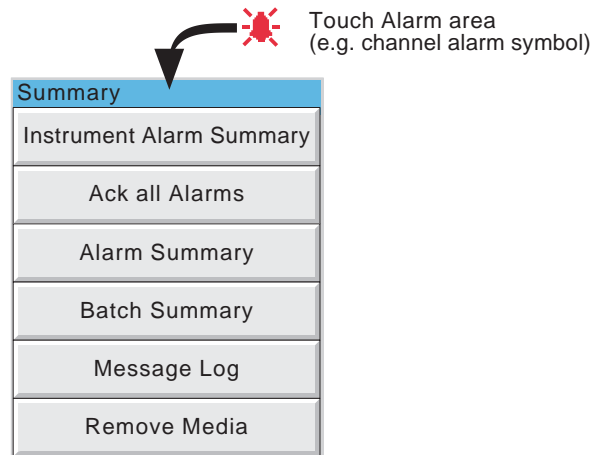 Touch Alarm area
(e.g. channel alarm symbol)
Summary
Instrument Alarm Summary
Ack all Alarms
Alarm Summary
Batch Summary
Message Log
Remove Media